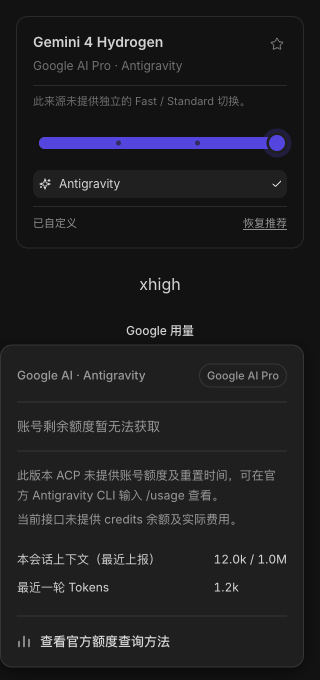 Gemini 4 Hydrogen
Google AI Pro · Antigravity
此来源未提供独立的 Fast / Standard 切换。
Antigravity
已自定义
恢复推荐
xhigh
Google 用量
Google AI · Antigravity
Google AI Pro
账号剩余额度暂无法获取
此版本 ACP 未提供账号额度及重置时间，可在官
方 Antigravity CLI 输入 /usage 查看。
当前接口未提供 credits 余额及实际费用。
本会话上下文（最近上报）
12.0k / 1.0M
最近一轮 Tokens
1.2k
查看官方额度查询方法